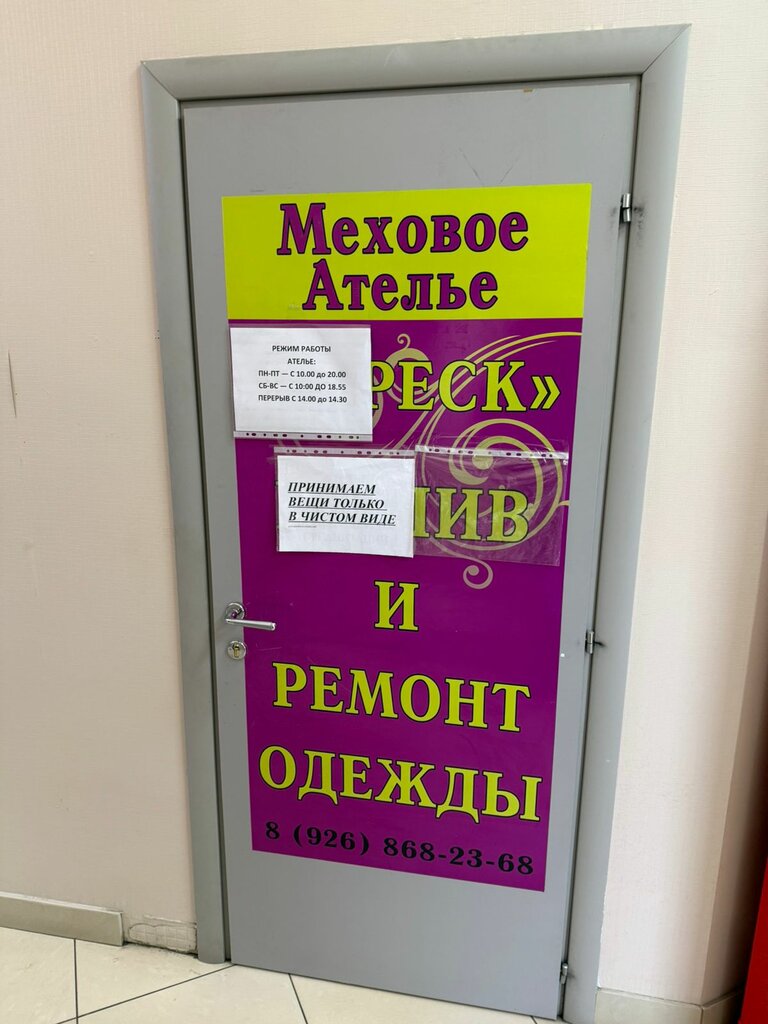 Меховое
Ателье
РЕЖИМ РАБОТЫ
АТЕЛЬЕ:
ПН-ПТ — С 10.00 до 20.00
СБ-ВС — С 10:00 ДО 18.55
ПЕРЕРЫВ С 14.00 до 14.30
РЕСК»
ПРИНИМАЕМ
ВЕЩИ ТОЛЬКО
В ЧИСТОМ ВИДЕ
И
РЕМОНТ
ОДЕЖДЫ
8 (926) 868-23-68